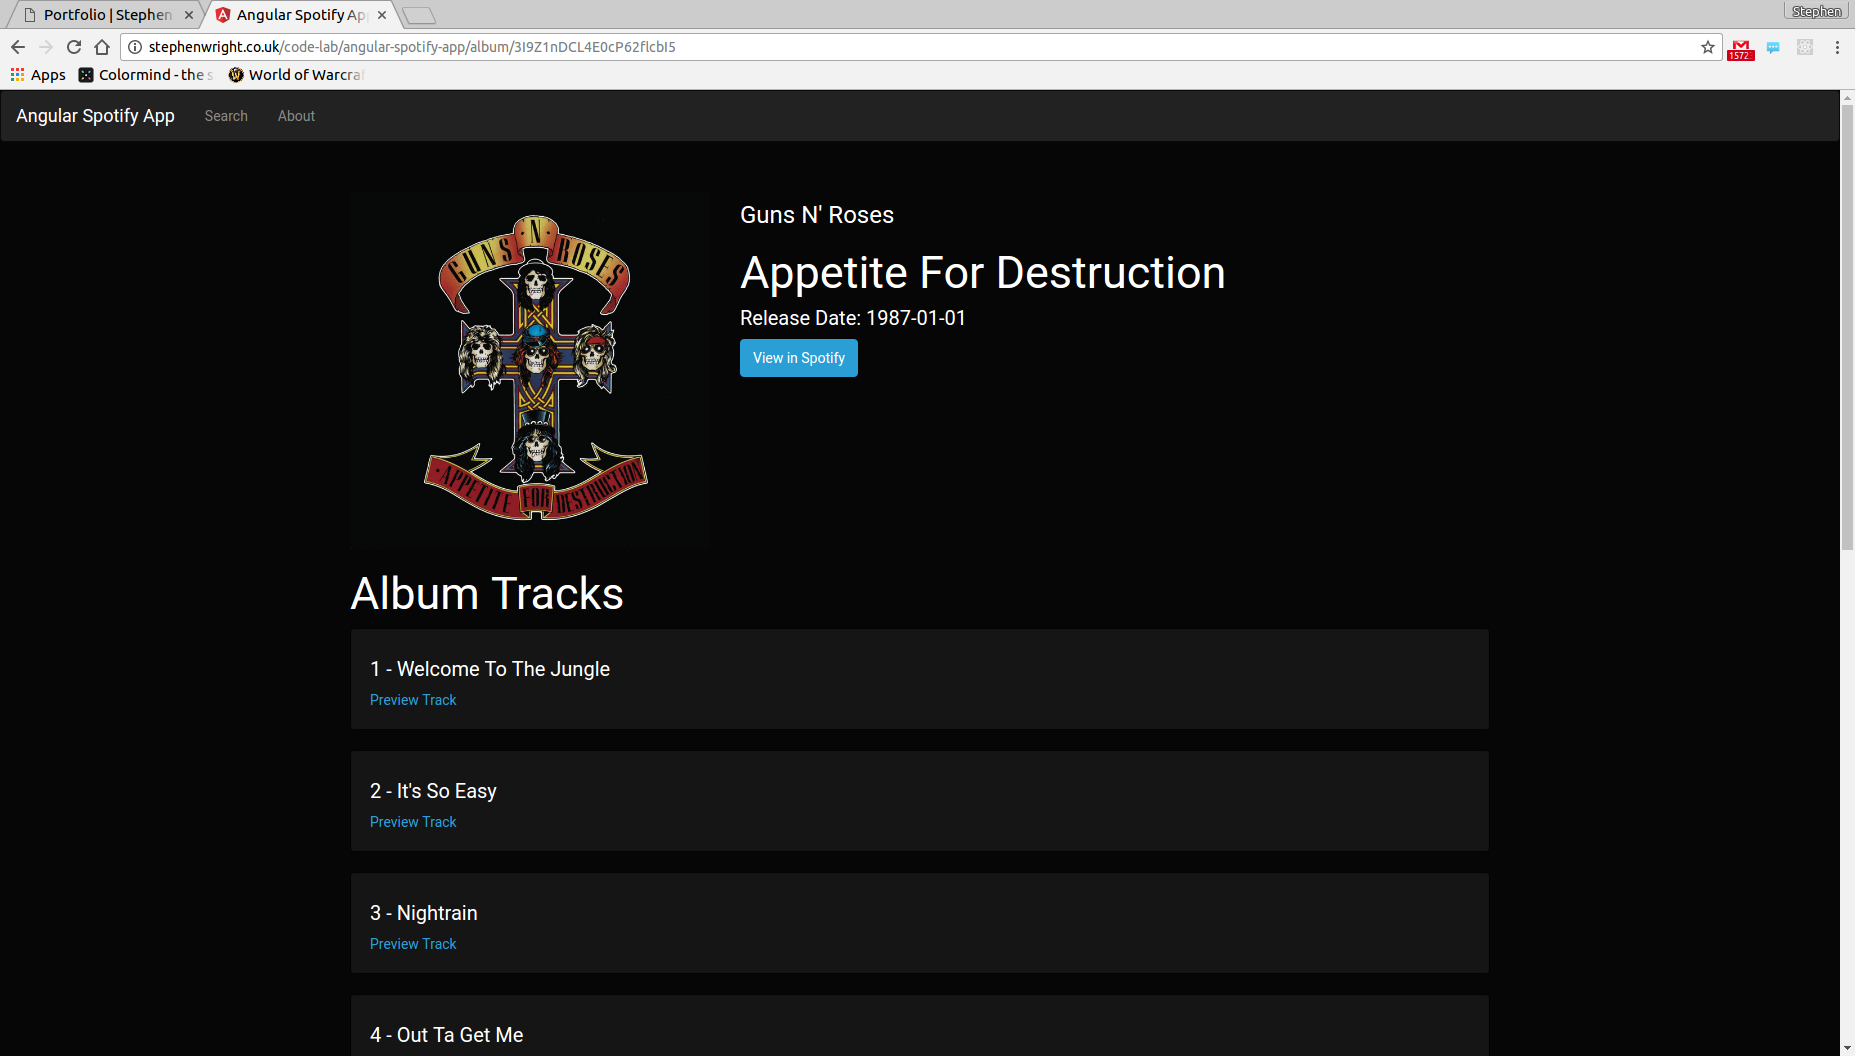 Portfolio | Stephen
Angular Spotify Ap
Stephen
stephenwright.co.uk/code-lab/angular-spotify-app/album/3I9Z1nDCL4E0cP62flcbI5
1572
Apps
Colormind - the s
World of Warcraf
Angular Spotify App
Search
About
GUNS N' ROSES
APPETITE FOR DESTRUCTION
Guns N' Roses
Appetite For Destruction
Release Date: 1987-01-01
View in Spotify
Album Tracks
1 - Welcome To The Jungle
Preview Track
2 - It's So Easy
Preview Track
3 - Nightrain
Preview Track
4 - Out Ta Get Me